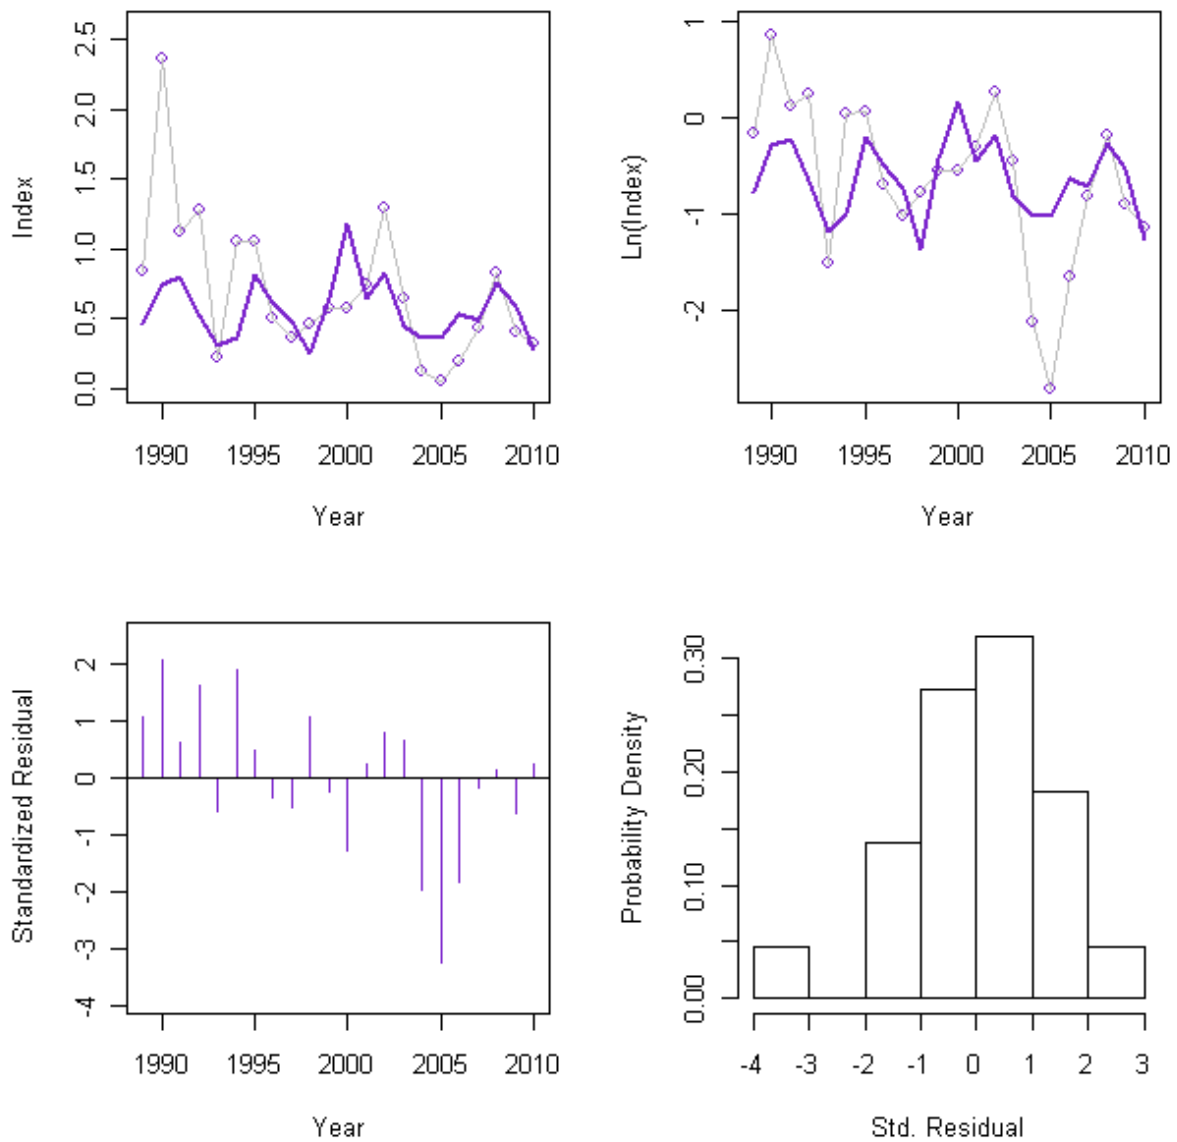 Index
0.0 0.5 1.0 1.5 2.0 2.5
1990 1995 2000 2005 2010
Year
Ln(Index)
-2 -1 0 1
1990 1995 2000 2005 2010
Year
Standardized Residual
-4 -3 -2 -1 0 1 2
1990 1995 2000 2005 2010
Year
Probability Density
0.00 0.10 0.20 0.30
-4 -3 -2 -1 0 1 2 3
Std. Residual